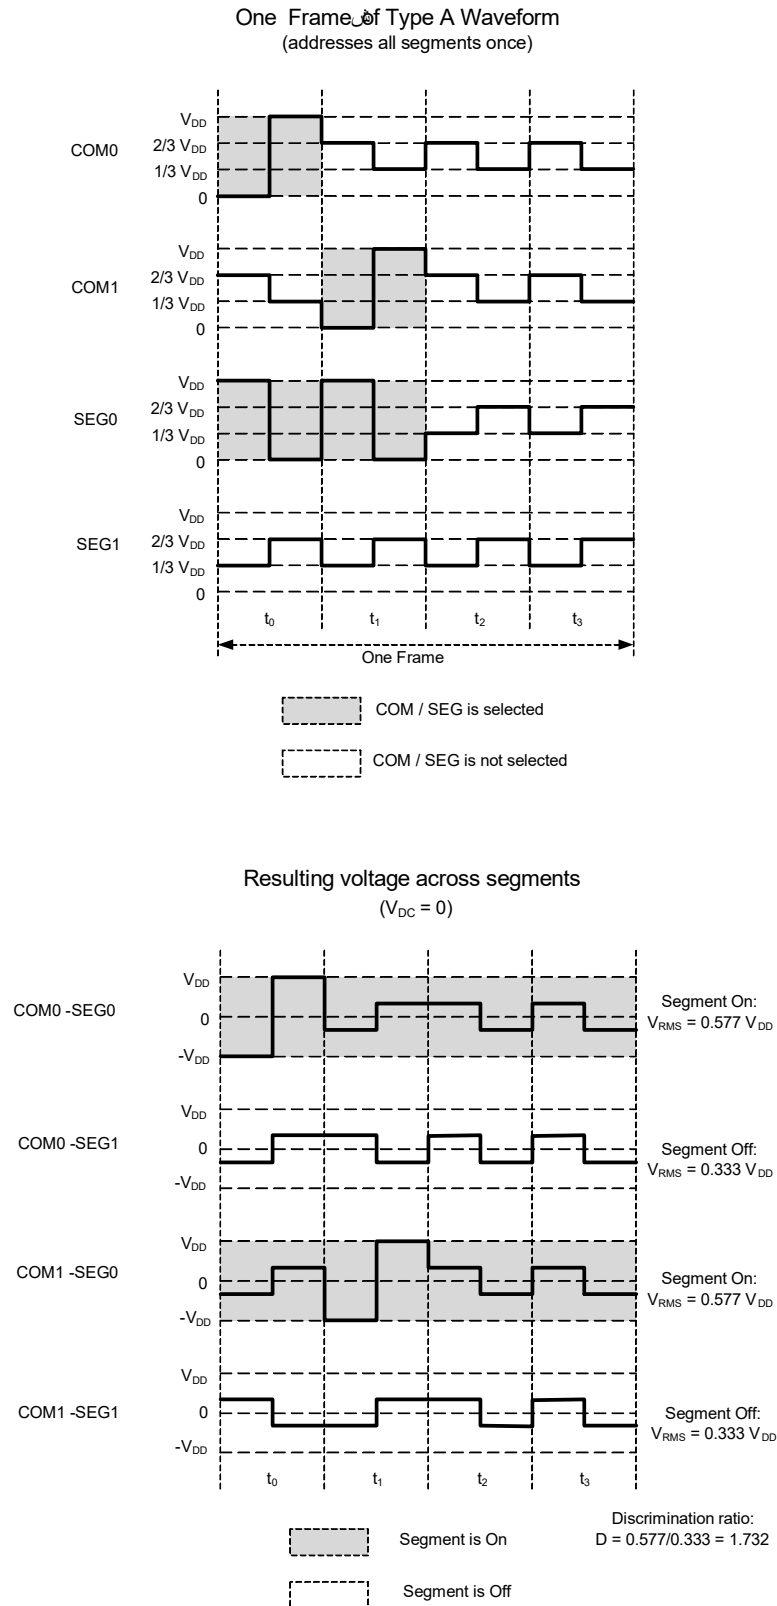 One Frame of Type A Waveform
(addresses all segments once)
VDD
COM0
2/3 VDD
1/3 VDD
0
VDD
COM1
2/3 VDD
1/3 VDD
0
VDD
SEG0
2/3 VDD
1/3 VDD
0
VDD
SEG1
2/3 VDD
1/3 VDD
0
t0 t1 t2 t3
One Frame
COM / SEG is selected
COM / SEG is not selected
Resulting voltage across segments
(VDC = 0)
VDD
COM0 -SEG0
0
-VDD
Segment On:
VRMS = 0.577 VDD
VDD
COM0 -SEG1
0
-VDD
Segment Off:
VRMS = 0.333 VDD
VDD
COM1 -SEG0
0
-VDD
Segment On:
VRMS = 0.577 VDD
VDD
COM1 -SEG1
0
-VDD
Segment Off:
VRMS = 0.333 VDD
t0 t1 t2 t3
Segment is On
Discrimination ratio:
D = 0.577/0.333 = 1.732
Segment is Off